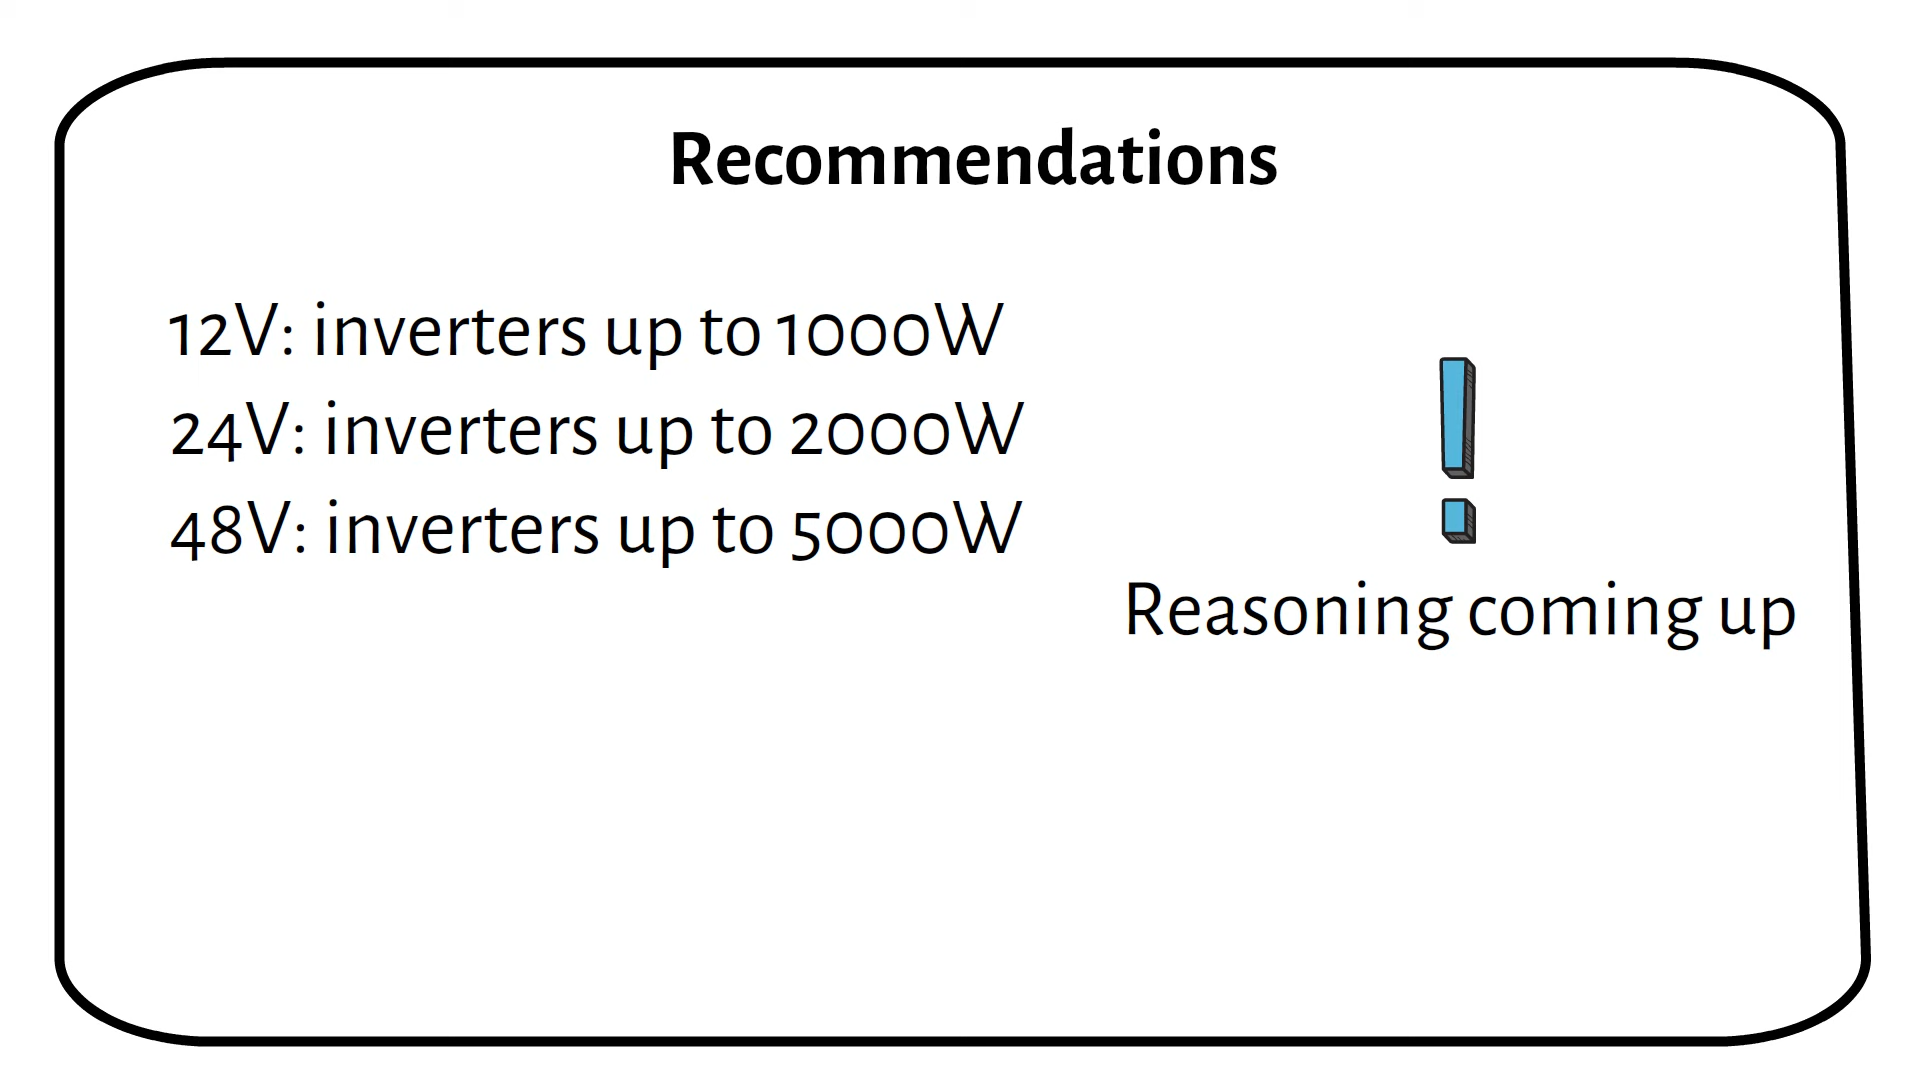 Recommendations
12V: inverters up to 1000W
24V: inverters up to 2000W
48V: inverters up to 5000W
!
Reasoning coming up